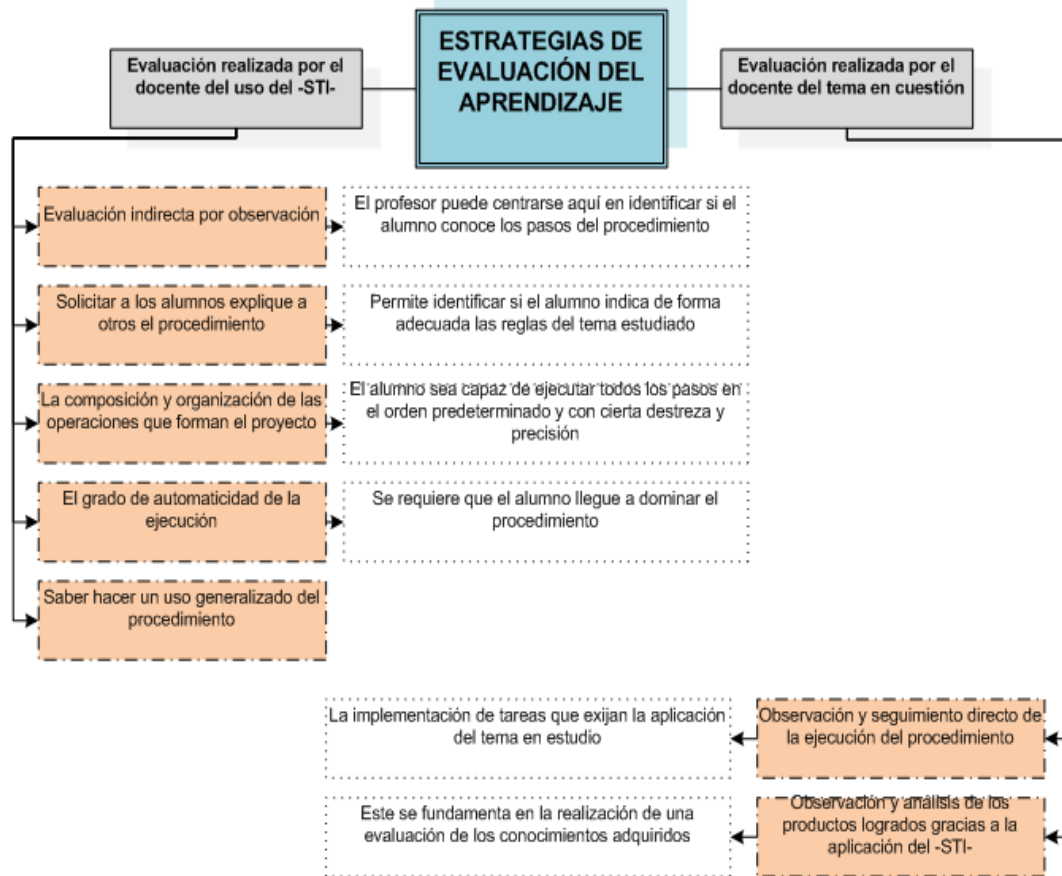 ESTRATEGIAS DE
EVALUACIÓN DEL
APRENDIZAJE
Evaluación realizada por el
docente del uso del -STI-
Evaluación realizada por el
docente del tema en cuestión
Evaluación indirecta por observación
El profesor puede centrarse aquí en identificar si el
alumno conoce los pasos del procedimiento
Solicitar a los alumnos explique a
otros el procedimiento
Permite identificar si el alumno indica de forma
adecuada las reglas del tema estudiado
La composición y organización de las
operaciones que forman el proyecto
El alumno sea capaz de ejecutar todos los pasos en
el orden predeterminado y con cierta destreza y
precisión
El grado de automaticidad de la
ejecución
Se requiere que el alumno llegue a dominar el
procedimiento
Saber hacer un uso generalizado del
procedimiento
La implementación de tareas que exijan la aplicación
del tema en estudio
Observación y seguimiento directo de
la ejecución del procedimiento
Este se fundamenta en la realización de una
evaluación de los conocimientos adquiridos
Observación y análisis de los
productos logrados gracias a la
aplicación del -STI-